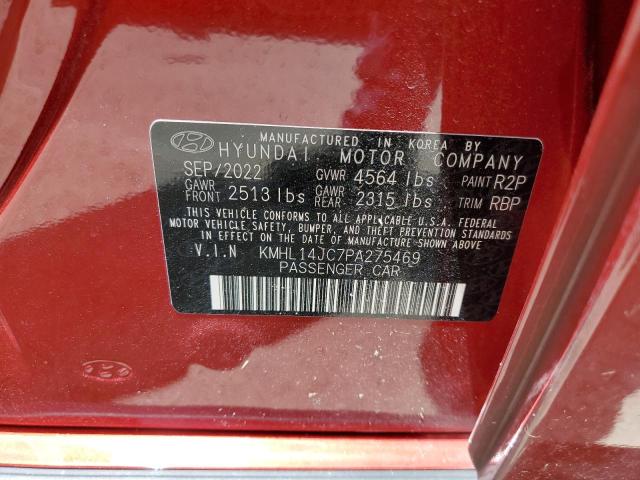 MANUFACTURED IN KOREA BY
HYUNDAI MOTOR COMPANY
SEP/2022 GVWR 4564 lbs PAINT R2P
GAWR FRONT 2513 lbs GAWR REAR 2315 lbs TRIM RBP
THIS VEHICLE CONFORMS TO ALL APPLICABLE U.S.A. FEDERAL
MOTOR VEHICLE SAFETY, BUMPER, AND THEFT PREVENTION STANDARDS
IN EFFECT ON THE DATE OF MANUFACTURE SHOWN ABOVE.
V.I.N KMHL14JC7PA275469
PASSENGER CAR